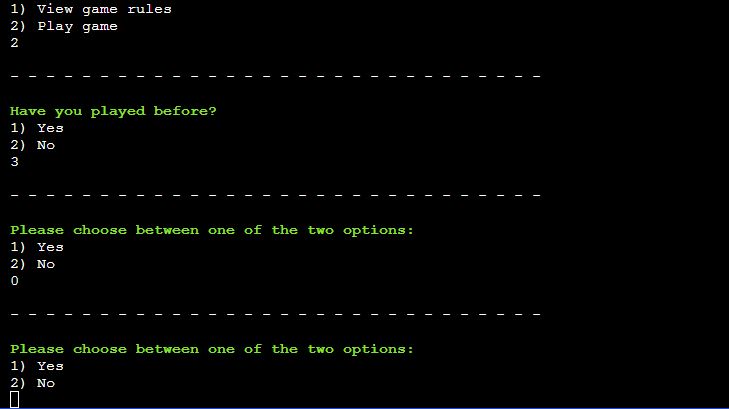 1) View game rules
2) Play game
2
- - - - - - - - - - - - - - - - - - - - - - - - - - - - - -
Have you played before?
1) Yes
2) No
3
- - - - - - - - - - - - - - - - - - - - - - - - - - - - - -
Please choose between one of the two options:
1) Yes
2) No
0
- - - - - - - - - - - - - - - - - - - - - - - - - - - - - -
Please choose between one of the two options:
1) Yes
2) No